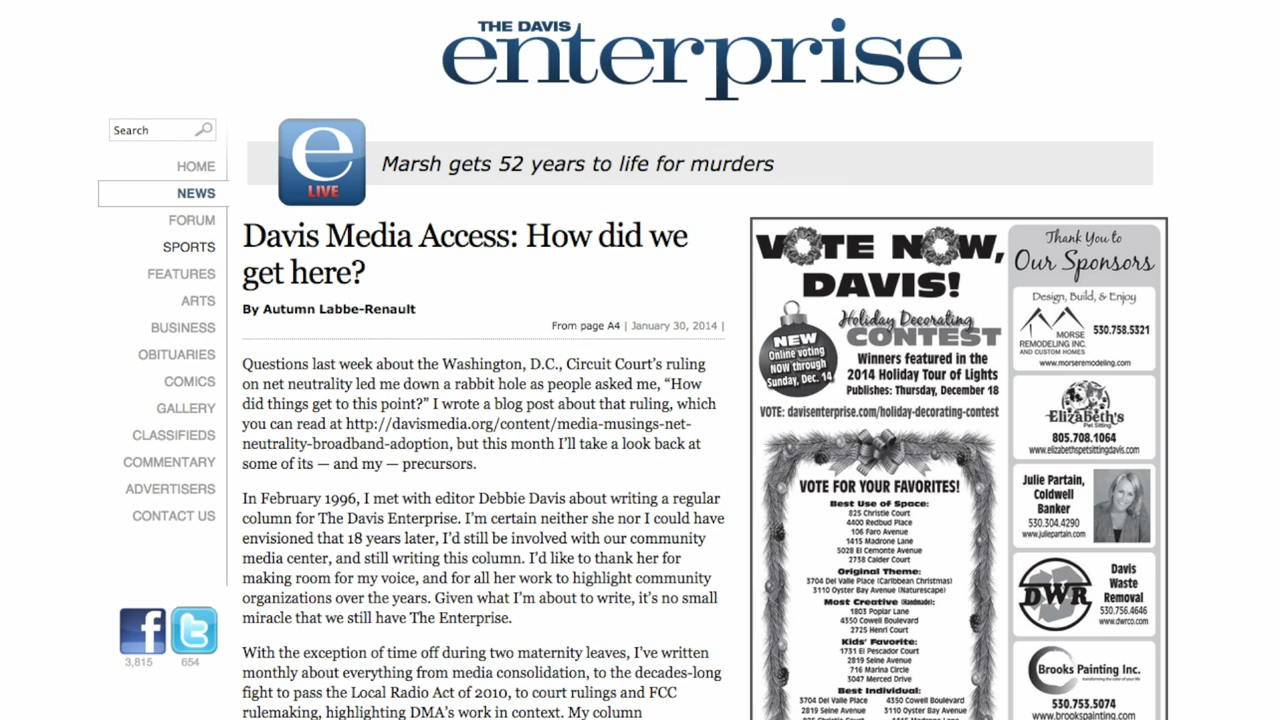 THE DAVIS
enterprise
Search
HOME
NEWS
FORUM
SPORTS
FEATURES
ARTS
BUSINESS
OBITUARIES
COMICS
GALLERY
CLASSIFIEDS
COMMENTARY
ADVERTISERS
CONTACT US
f
t
3,815
654
e
LIVE
Marsh gets 52 years to life for murders
Davis Media Access: How did we
get here?
By Autumn Labbe-Renault
From page A4 | January 30, 2014 |
Questions last week about the Washington, D.C., Circuit Court’s ruling
on net neutrality led me down a rabbit hole as people asked me, “How
did things get to this point?” I wrote a blog post about that ruling, which
you can read at http://davismedia.org/content/media-musings-net-
neutrality-broadband-adoption, but this month I’ll take a look back at
some of its — and my — precursors.
In February 1996, I met with editor Debbie Davis about writing a regular
column for The Davis Enterprise. I’m certain neither she nor I could have
envisioned that 18 years later, I’d still be involved with our community
media center, and still writing this column. I’d like to thank her for
making room for my voice, and for all her work to highlight community
organizations over the years. Given what I’m about to write, it’s no small
miracle that we still have The Enterprise.
With the exception of time off during two maternity leaves, I’ve written
monthly about everything from media consolidation, to the decades-long
fight to pass the Local Radio Act of 2010, to court rulings and FCC
rulemaking, highlighting DMA’s work in context. My column
VOTE NOW,
DAVIS!
Holiday Decorating
CONTEST
NEW
Online voting
NOW through
Sunday, Dec. 14
Winners featured in the
2014 Holiday Tour of Lights
Publishes: Thursday, December 18
VOTE: davisenterprise.com/holiday-decorating-contest
VOTE FOR YOUR FAVORITES!
Best Use of Space:
825 Christie Court
4400 Redbud Place
106 Faro Avenue
1415 Madrone Lane
5028 El Cemonte Avenue
2738 Calder Court
Original Theme:
3704 Del Valle Place (Caribbean Christmas)
3110 Oyster Bay Avenue (Naturescape)
Most Creative (Handmade):
1803 Poplar Lane
4350 Cowell Boulevard
2725 Henri Court
Kids’ Favorite:
1731 El Pescador Court
2819 Seine Avenue
716 Marina Circle
3047 Merced Drive
Best Individual:
3704 Del Valle Place 4350 Cowell Boulevard
2819 Seine Avenue 3110 Oyster Bay Avenue
Thank You to
Our Sponsors
Design, Build, & Enjoy
MORSE
REMODELING INC.
AND CUSTOM HOMES
530.758.5321
www.morseremodeling.com
Elizabeth's
Pet Sitting
805.708.1064
www.elizabethspetsittingdavis.com
Julie Partain,
Coldwell
Banker
530.304.4290
www.juliepartain.com
DWR
Davis
Waste
Removal
530.756.4646
www.dwrco.com
Brooks Painting Inc.
transforming the color of your life
530.753.5074
www.brookspainting.com